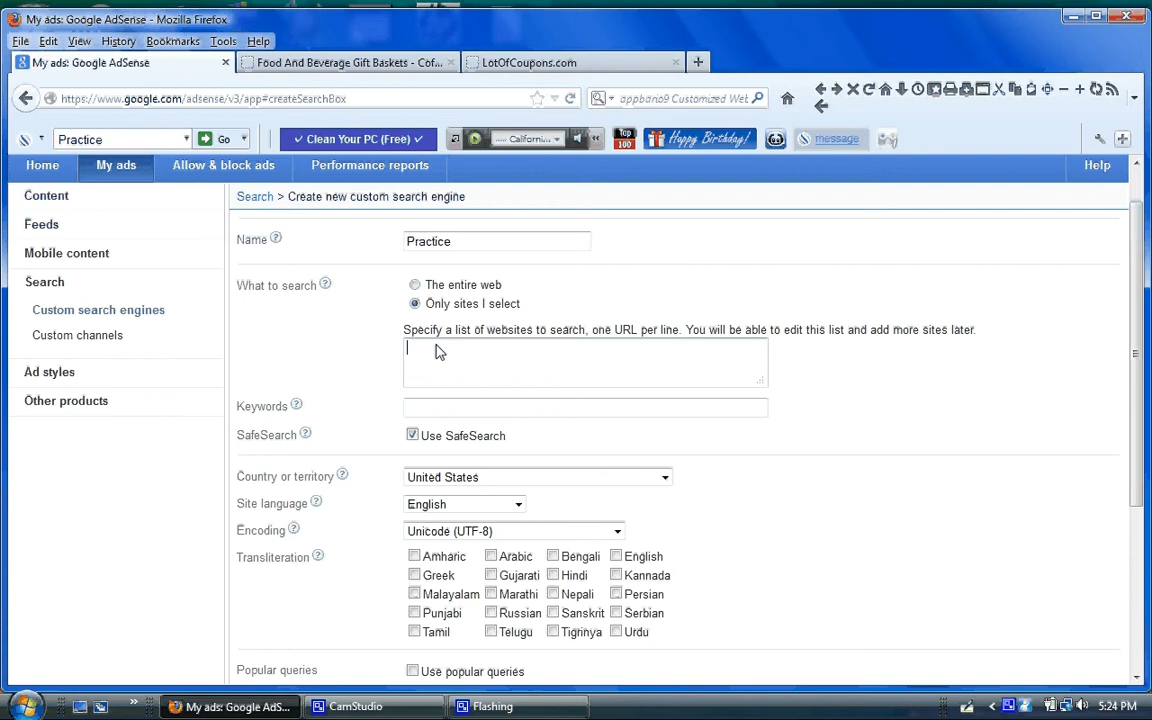 My ads: Google AdSense - Mozilla Firefox
File Edit View History Bookmarks Tools Help
My ads: Google AdSense
Food And Beverage Gift Baskets - Cof...
LotOfCoupons.com
https://www.google.com/adsense/v3/app#createSearchBox
appbario9 Customized Web
Practice
Go
✓ Clean Your PC (Free)
.... Californi...
Top 100
Happy Birthday!
message
Home My ads Allow & block ads Performance reports Help
Content
Feeds
Mobile content
Search
Custom search engines
Custom channels
Ad styles
Other products
Search > Create new custom search engine
Name ? Practice
What to search ? The entire web
Only sites I select
Specify a list of websites to search, one URL per line. You will be able to edit this list and add more sites later.
Keywords ?
SafeSearch ? Use SafeSearch
Country or territory ? United States
Site language ? English
Encoding ? Unicode (UTF-8)
Transliteration ? Amharic Arabic Bengali English
Greek Gujarati Hindi Kannada
Malayalam Marathi Nepali Persian
Punjabi Russian Sanskrit Serbian
Tamil Telugu Tigrinya Urdu
Popular queries Use popular queries
My ads: Google AdS...
CamStudio
Flashing
5:24 PM